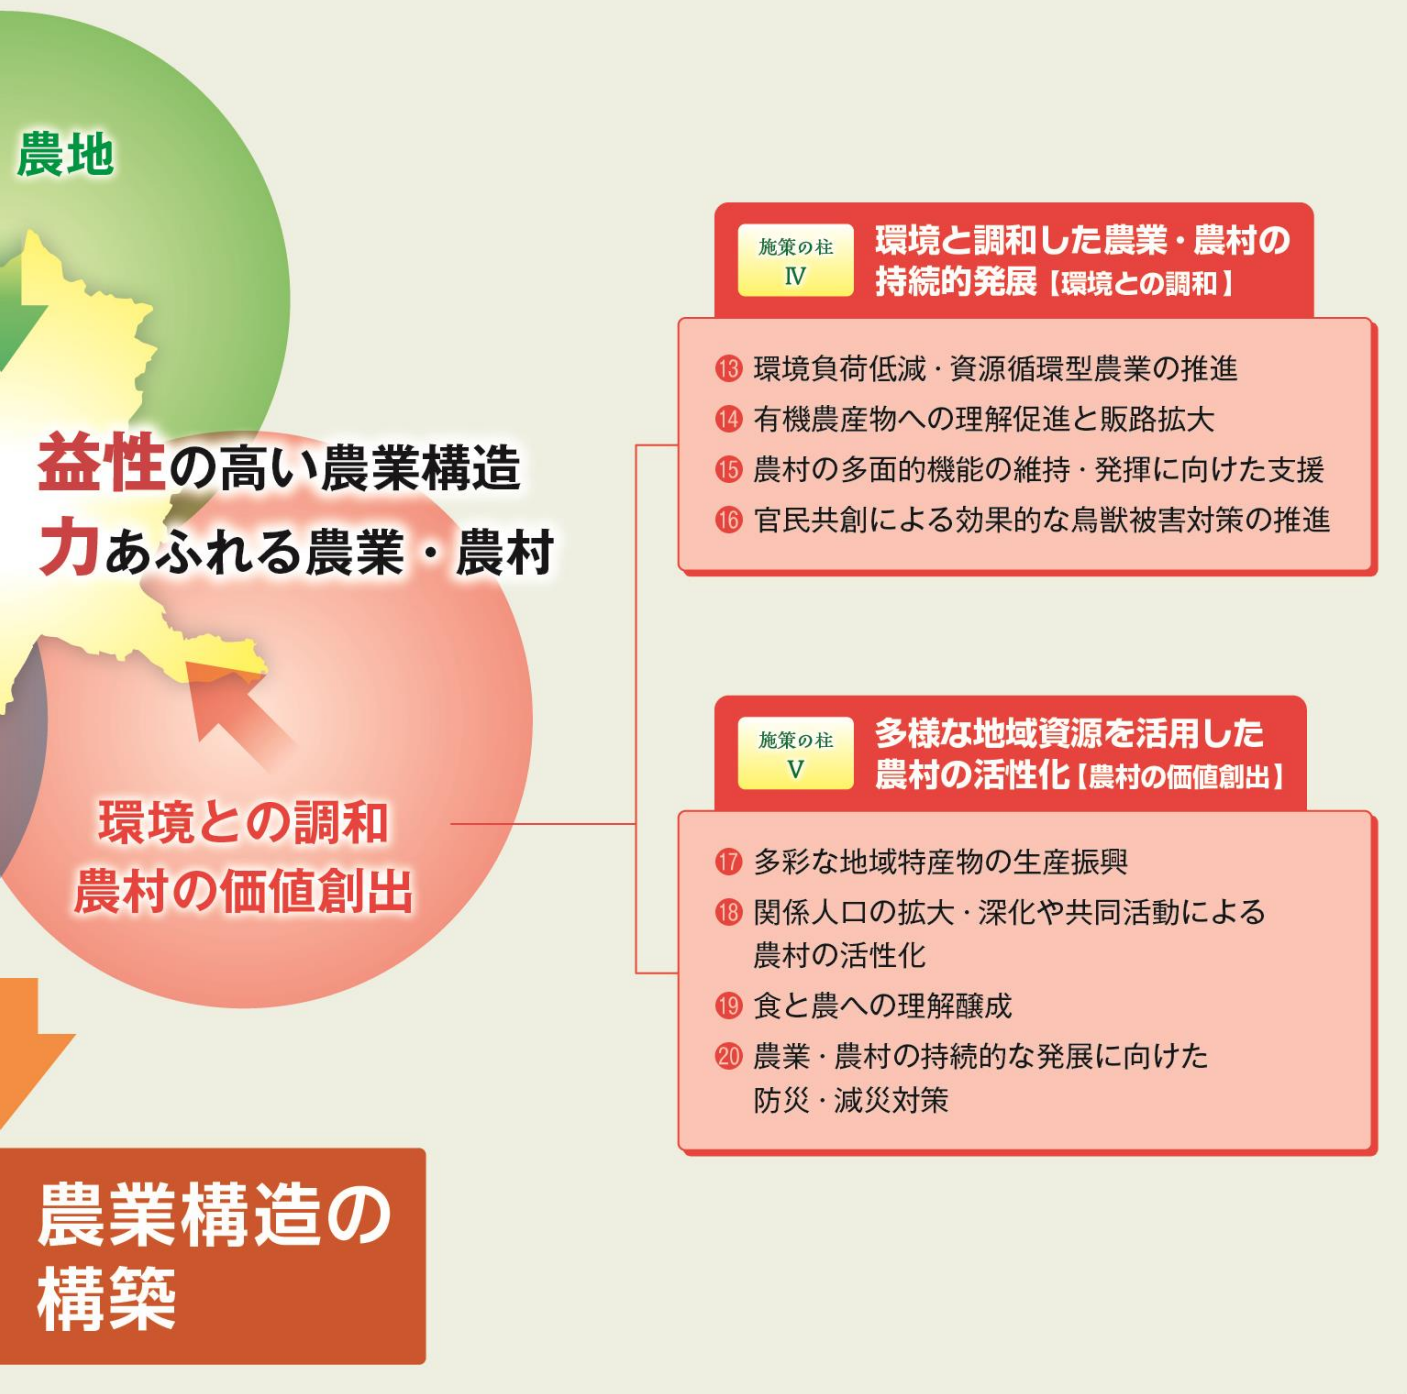 農地
益性の高い農業構造
力あふれる農業・農村
環境との調和
農村の価値創出
農業構造の
構築
施策の柱
Ⅳ
環境と調和した農業・農村の
持続的発展【環境との調和】
⑬ 環境負荷低減・資源循環型農業の推進
⑭ 有機農産物への理解促進と販路拡大
⑮ 農村の多面的機能の維持・発揮に向けた支援
⑯ 官民共創による効果的な鳥獣被害対策の推進
施策の柱
Ⅴ
多様な地域資源を活用した
農村の活性化【農村の価値創出】
⑰ 多彩な地域特産物の生産振興
⑱ 関係人口の拡大・深化や共同活動による
農村の活性化
⑲ 食と農への理解醸成
⑳ 農業・農村の持続的な発展に向けた
防災・減災対策